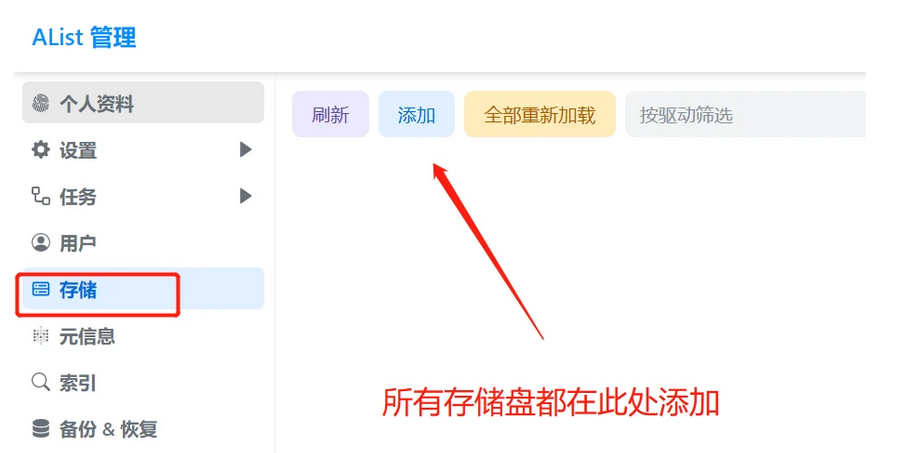 AList 管理
个人资料
设置
任务
用户
存储
元信息
索引
备份 & 恢复
刷新 添加 全部重新加载 按驱动筛选
所有存储盘都在此处添加